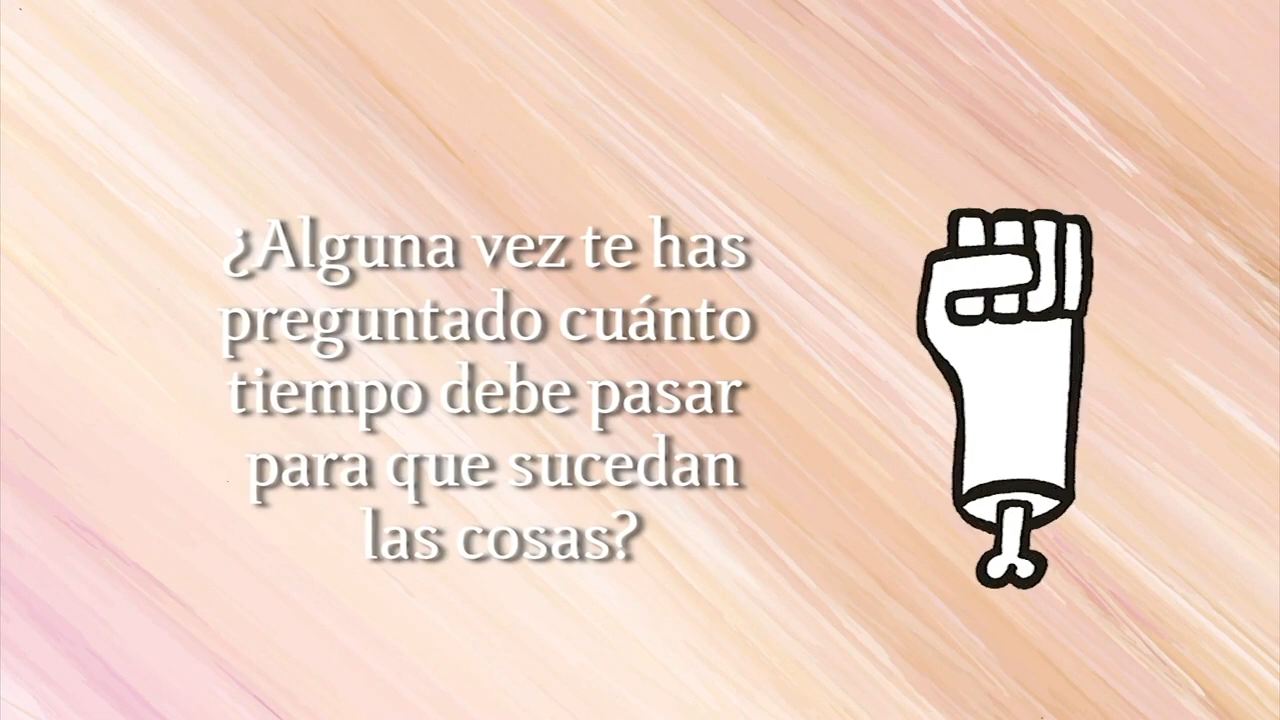 ¿Alguna vez te has
preguntado cuánto
tiempo debe pasar
para que sucedan
las cosas?